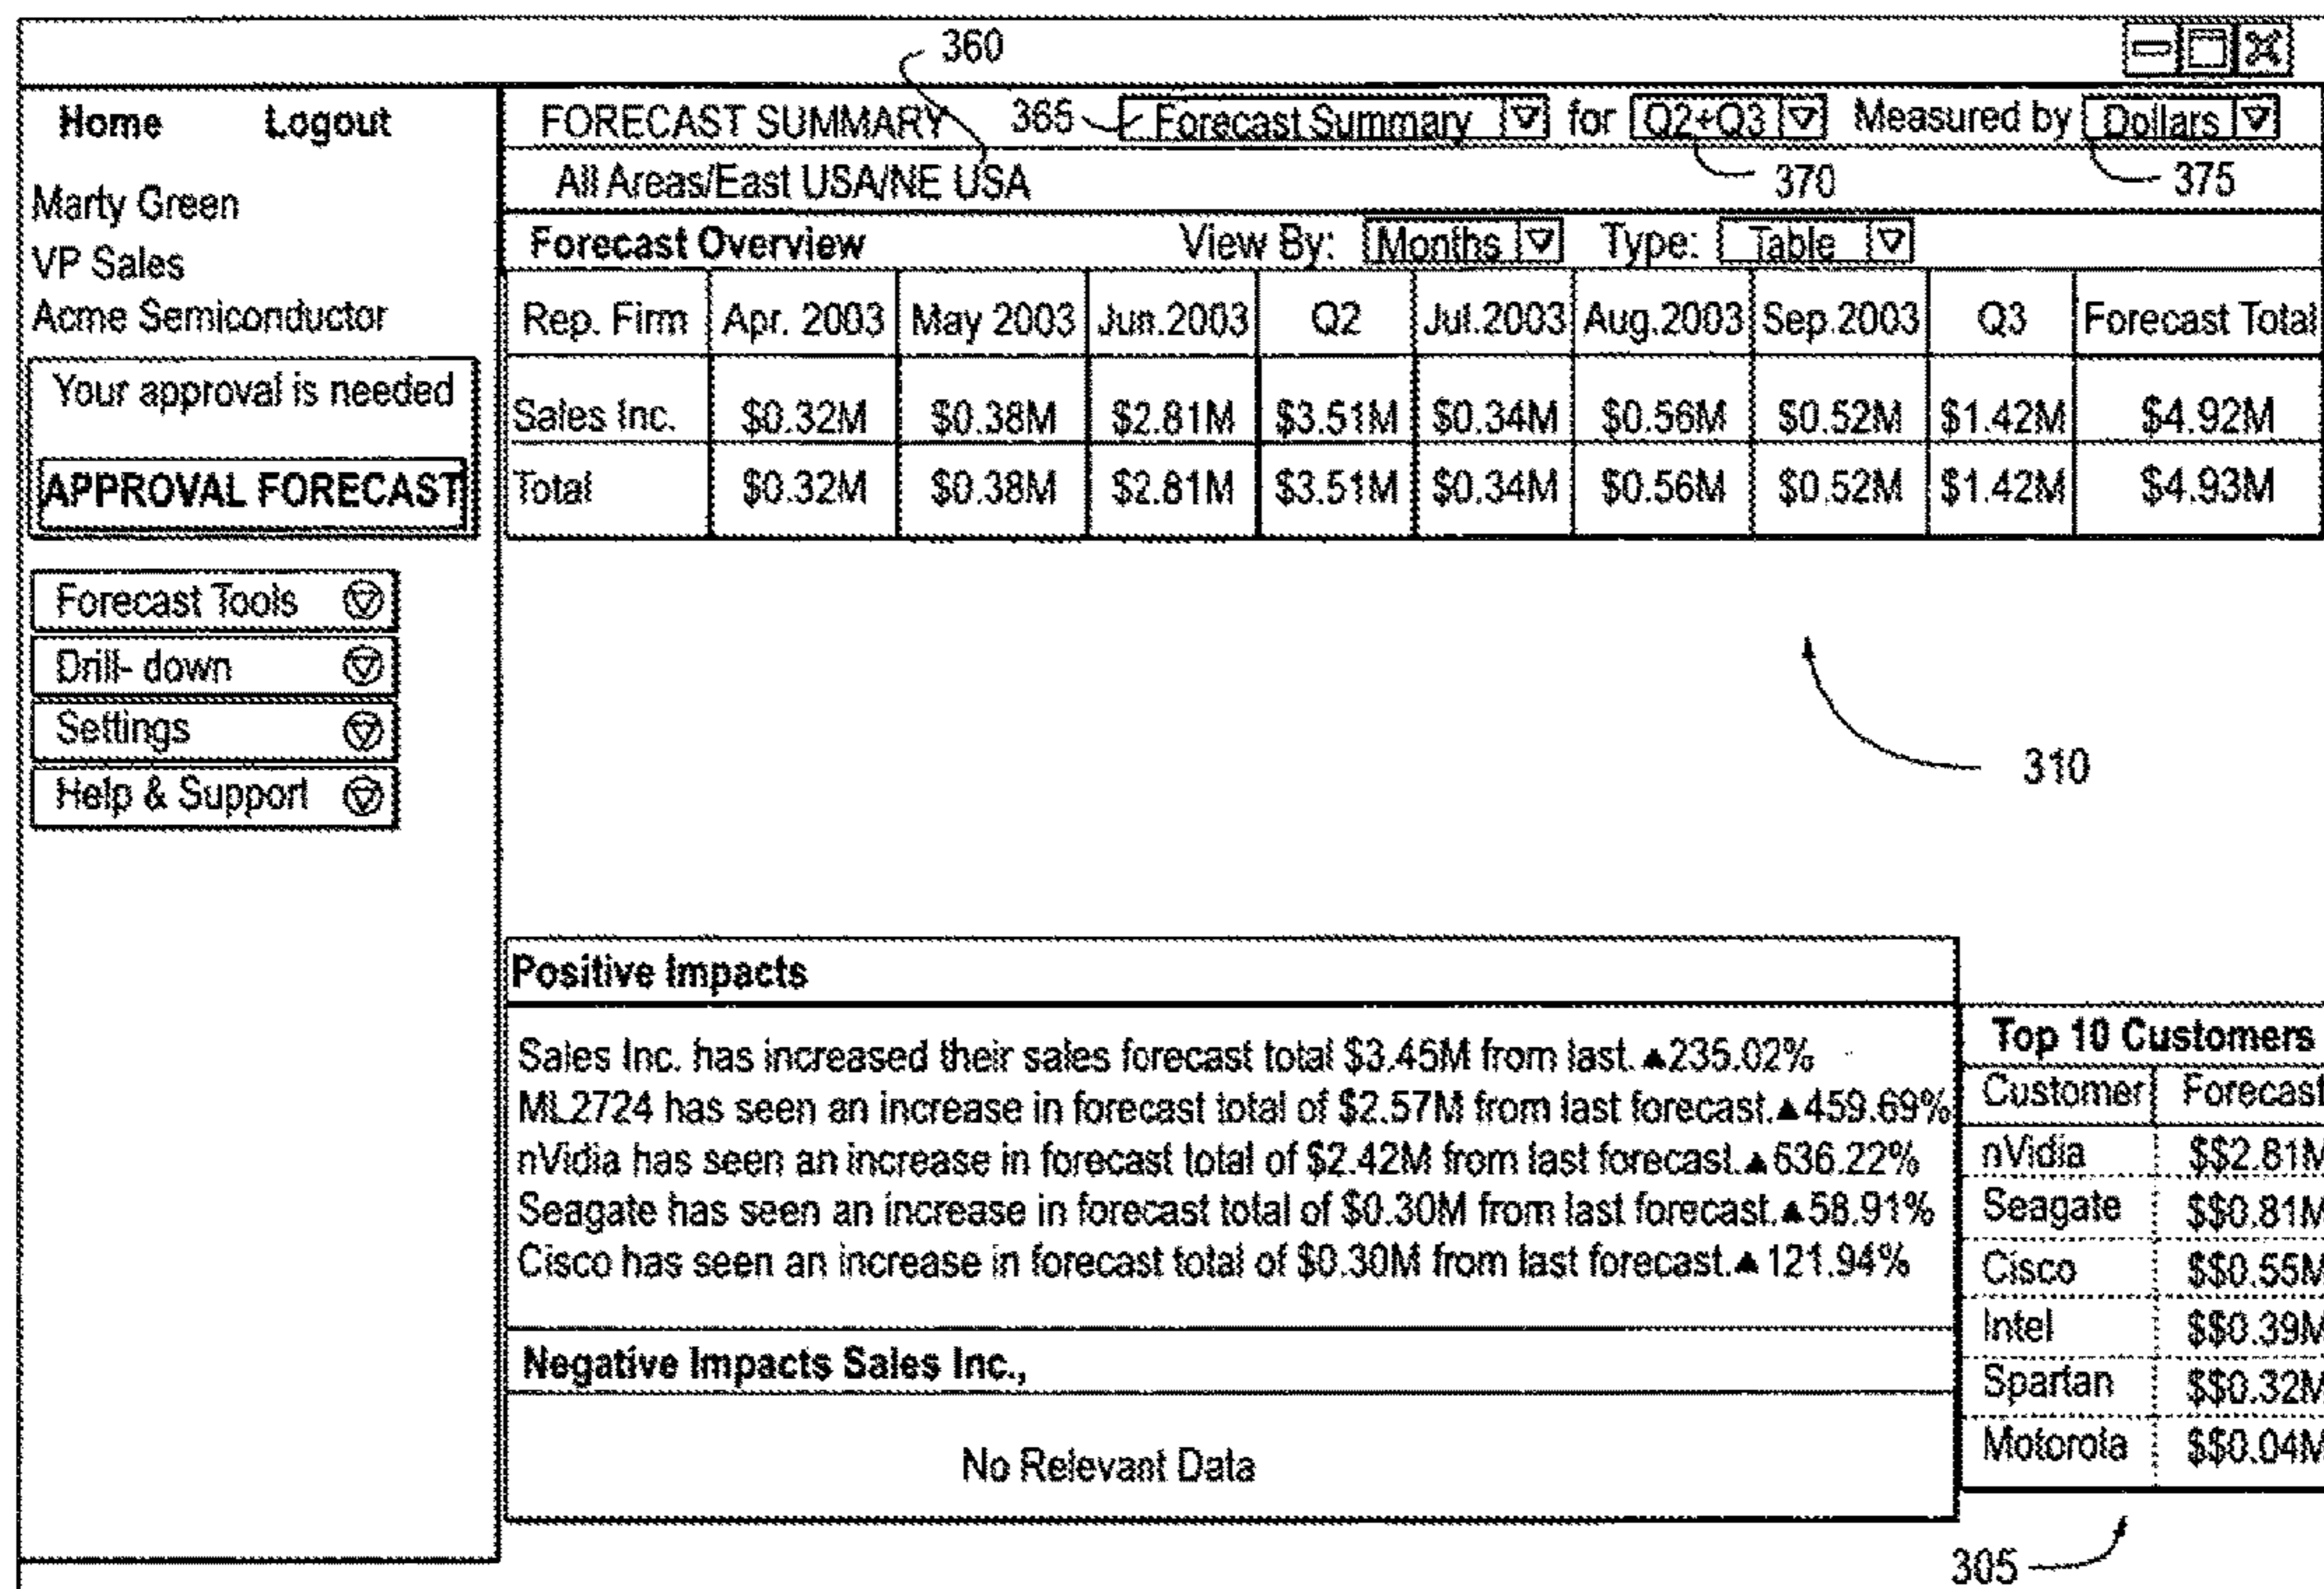 360
Home Logout
FORECAST SUMMARY 365 Forecast Summary for Q2+Q3 Measured by Dollars
All Areas/East USA/NE USA 370 375
Marty Green
VP Sales
Acme Semiconductor
Your approval is needed
APPROVAL FORECAST
Forecast Tools
Drill- down
Settings
Help & Support
Forecast Overview View By: Months Type: Table
Rep. Firm Apr. 2003 May 2003 Jun.2003 Q2 Jul.2003 Aug.2003 Sep.2003 Q3 Forecast Total
Sales Inc. $0.32M $0.38M $2.81M $3.51M $0.34M $0.56M $0.52M $1.42M $4.92M
Total $0.32M $0.38M $2.81M $3.51M $0.34M $0.56M $0.52M $1.42M $4.93M
310
Positive Impacts
Sales Inc. has increased their sales forecast total $3.45M from last.▲235.02%
ML2724 has seen an increase in forecast total of $2.57M from last forecast.▲459.69%
nVidia has seen an increase in forecast total of $2.42M from last forecast.▲636.22%
Seagate has seen an increase in forecast total of $0.30M from last forecast.▲58.91%
Cisco has seen an increase in forecast total of $0.30M from last forecast.▲121.94%
Negative Impacts Sales Inc.,
No Relevant Data
Top 10 Customers
Customer Forecast
nVidia $$2.81M
Seagate $$0.81M
Cisco $$0.55M
Intel $$0.39M
Spartan $$0.32M
Motorola $$0.04M
305